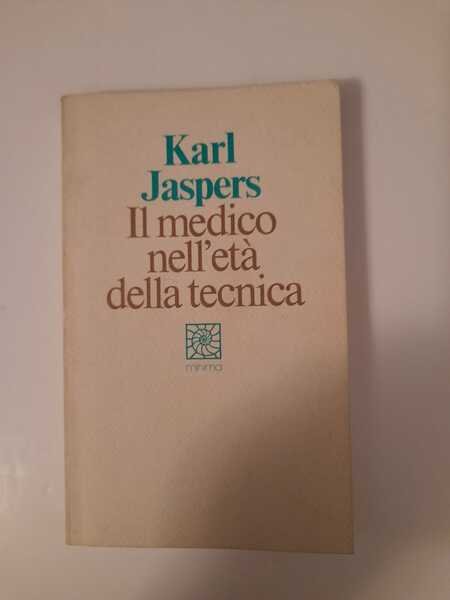 Karl
Jaspers
Il medico
nell'età
della tecnica
minima